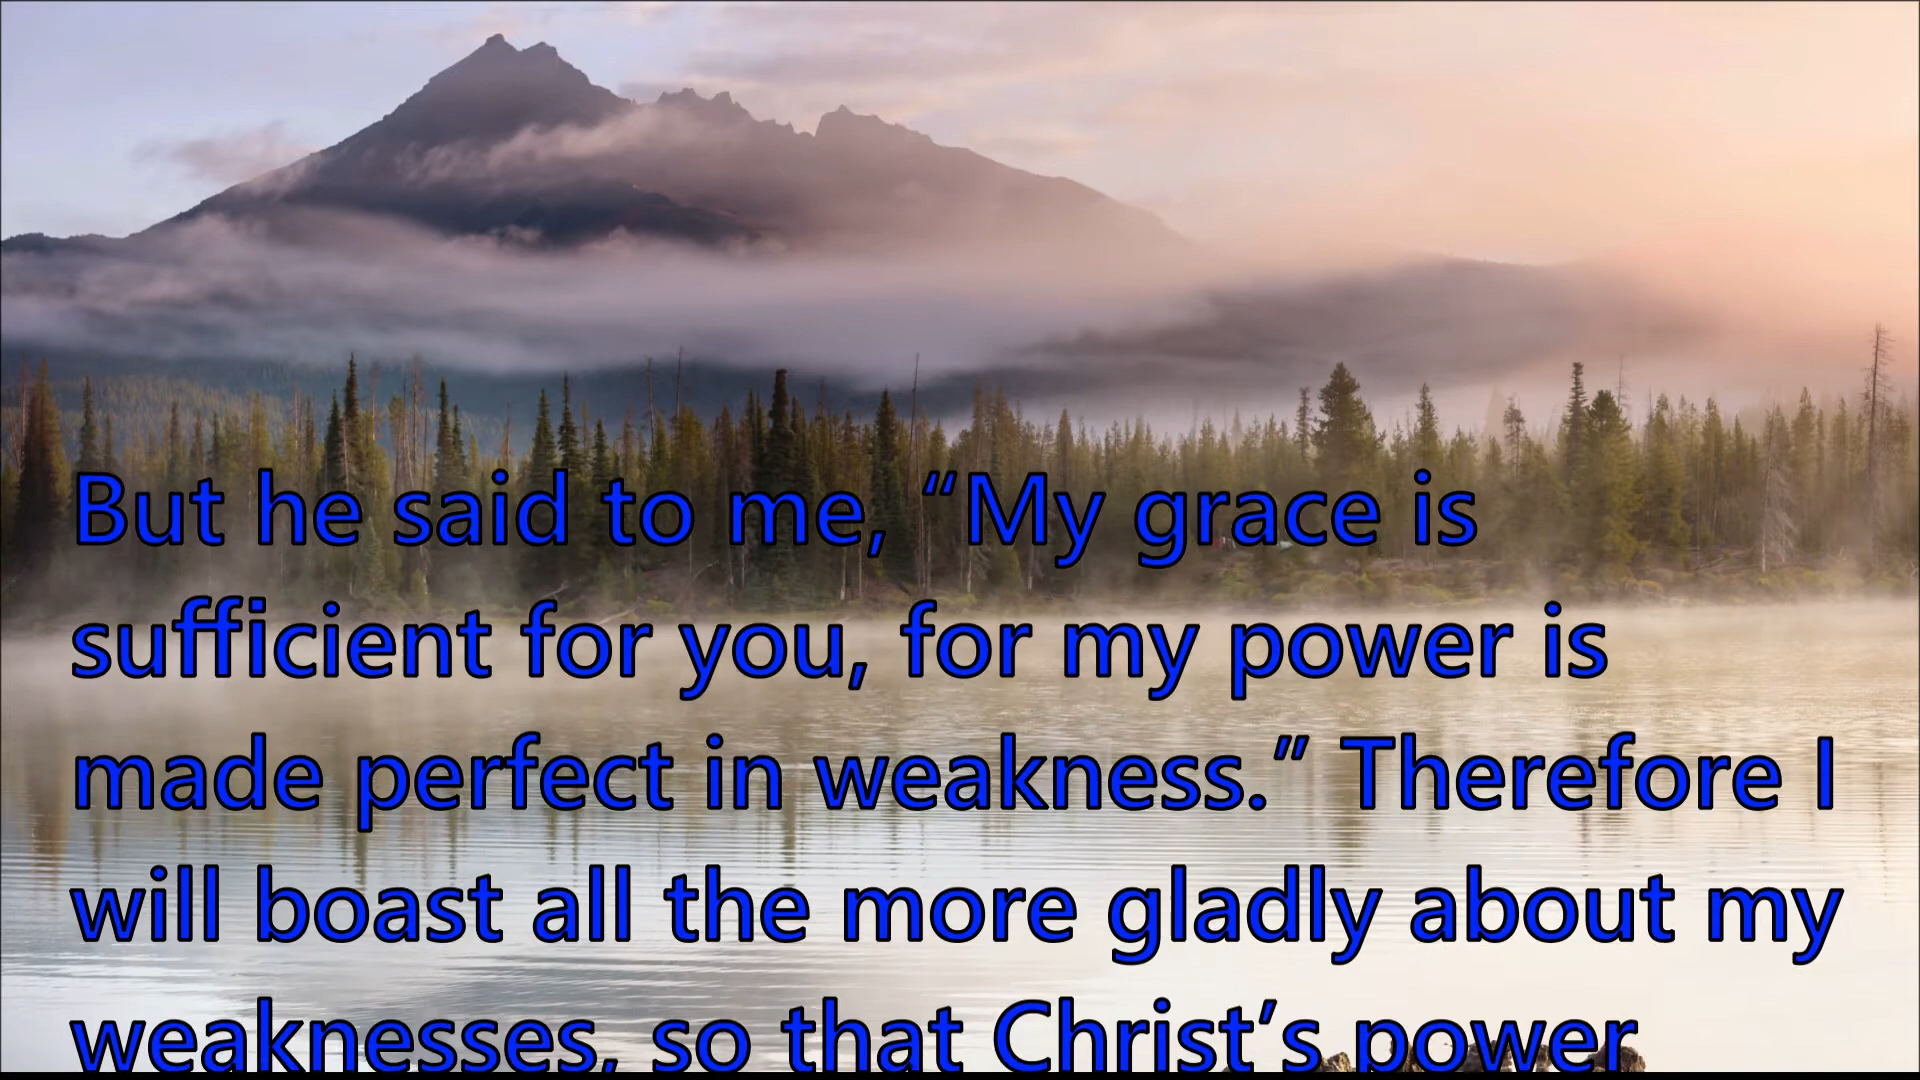 But he said to me, “My grace is
sufficient for you, for my power is
made perfect in weakness.” Therefore I
will boast all the more gladly about my
weaknesses, so that Christ’s power